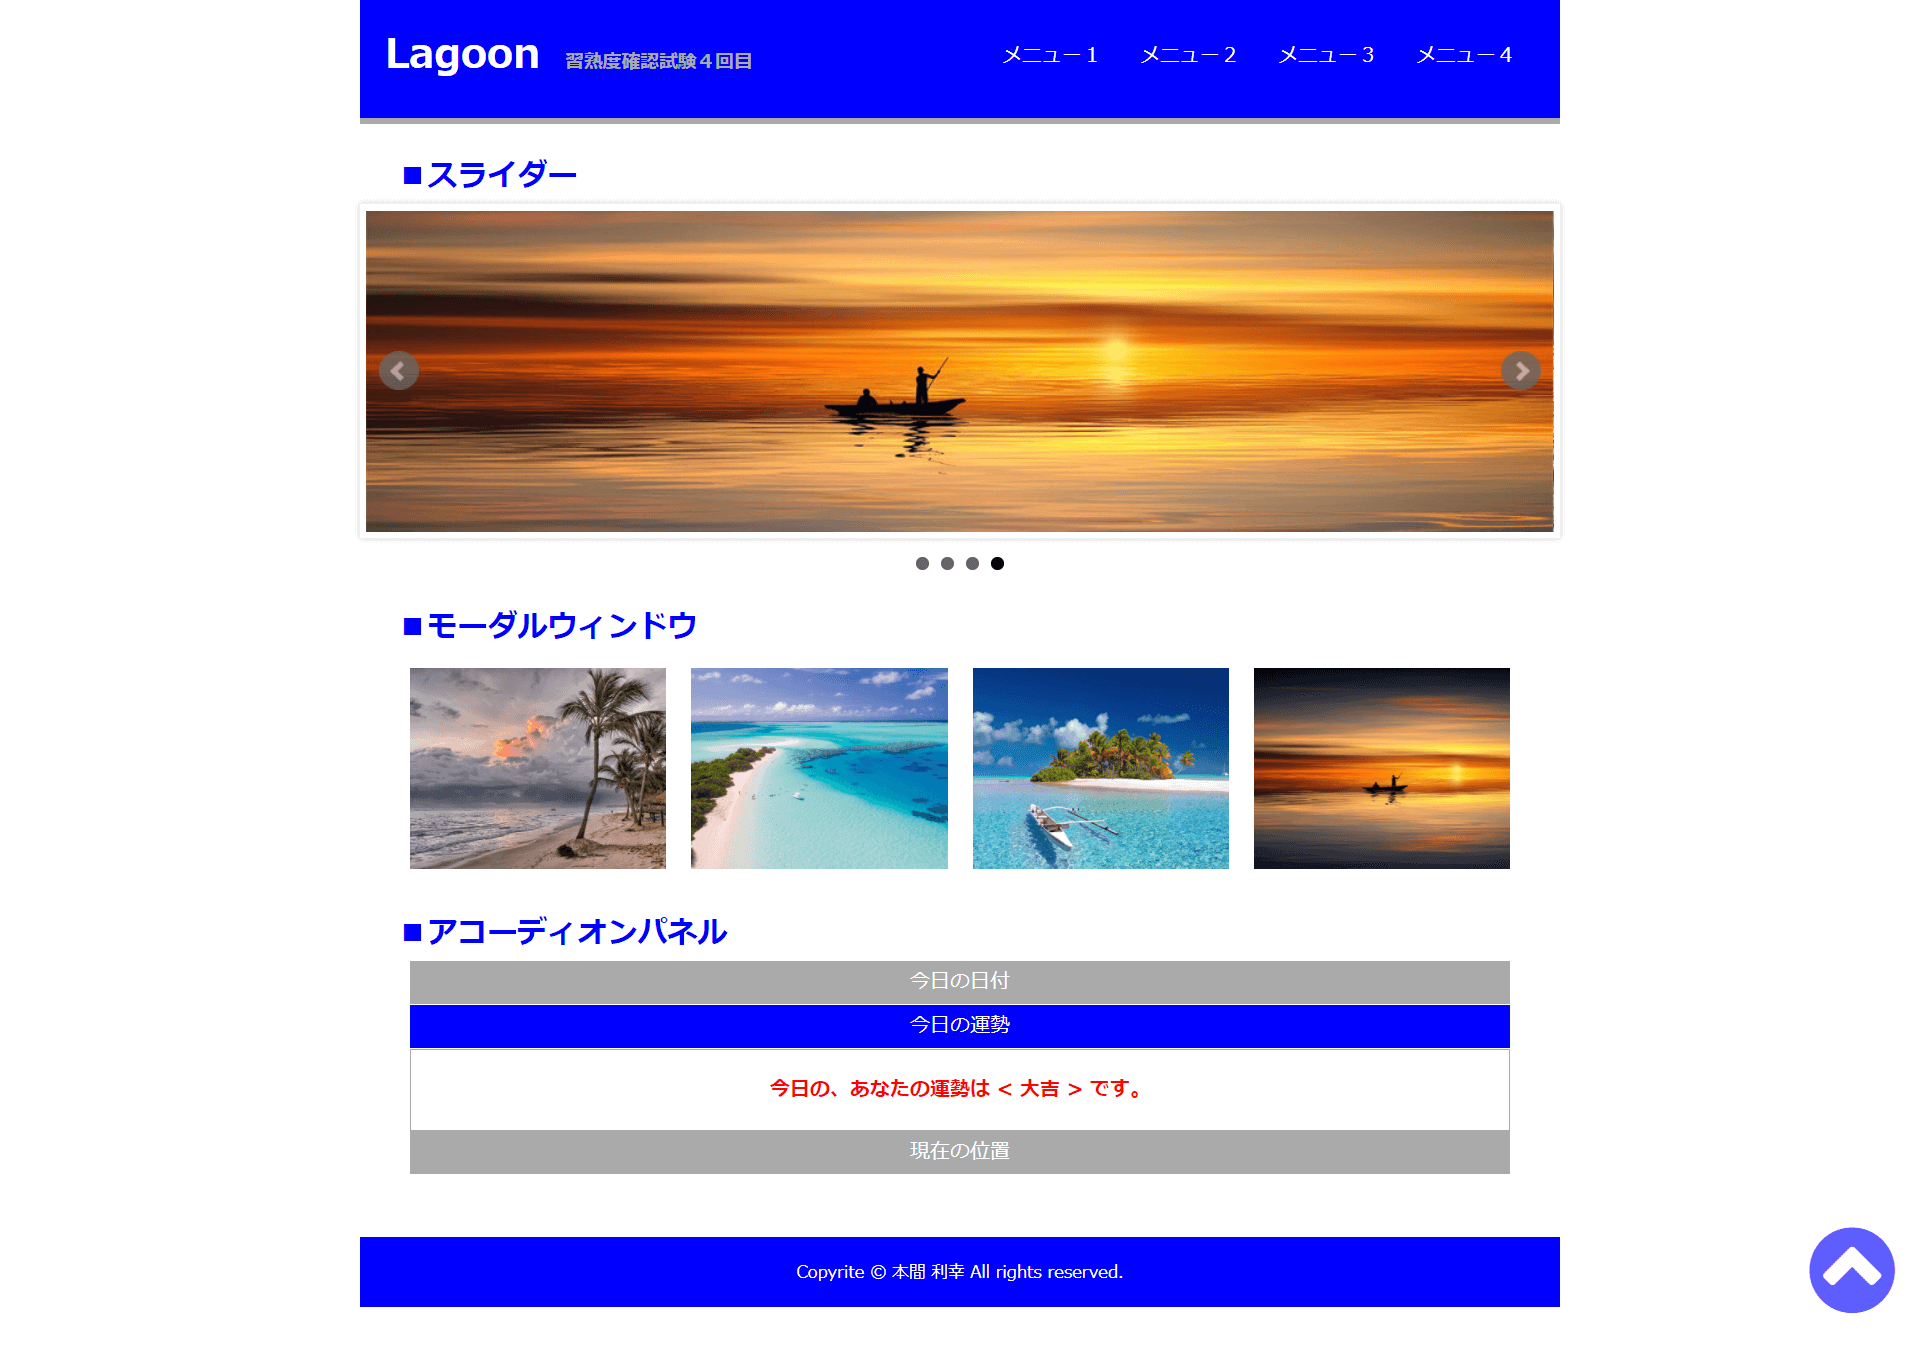 Lagoon 習熟度確認試験４回目 メニュー１ メニュー２ メニュー３ メニュー４
■スライダー
■モーダルウィンドウ
■アコーディオンパネル
今日の日付
今日の運勢
今日の、あなたの運勢は < 大吉 > です。
現在の位置
Copyrite © 本間 利幸 All rights reserved.